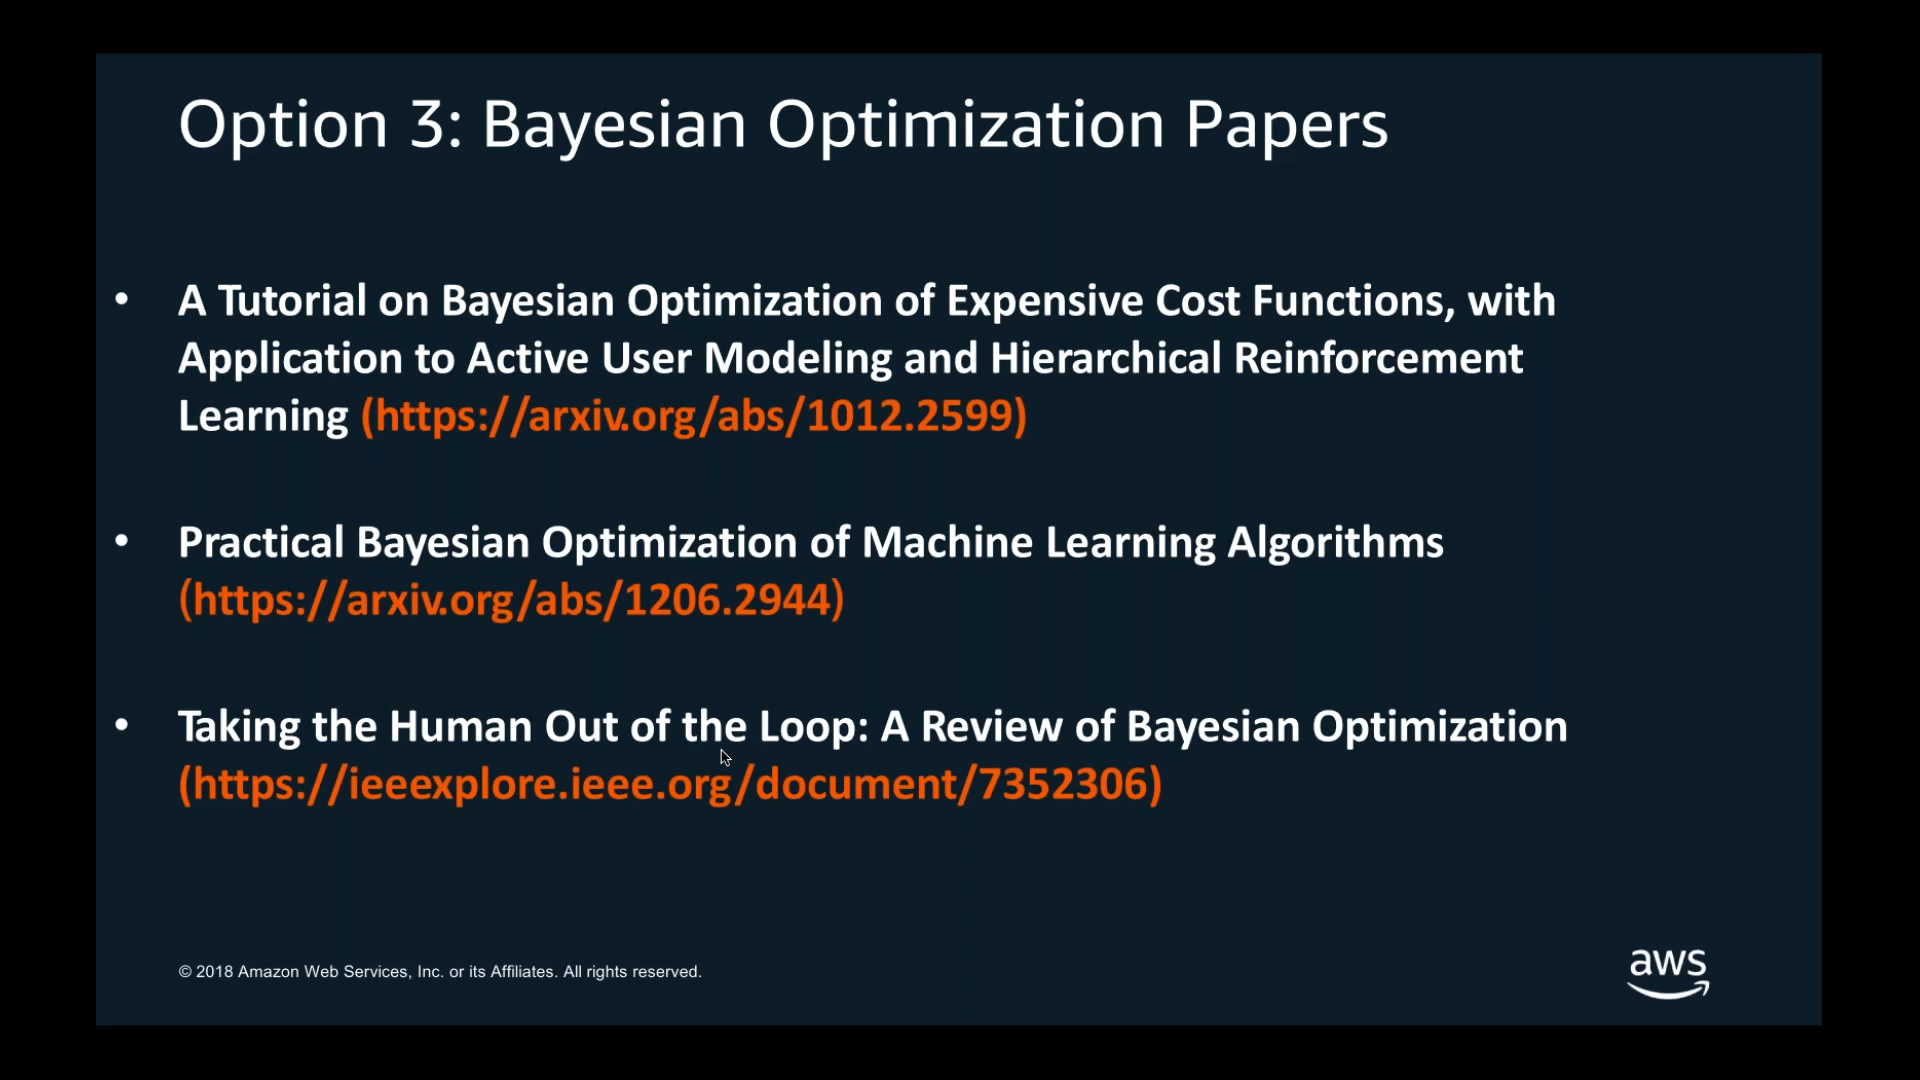 Option 3: Bayesian Optimization Papers
• A Tutorial on Bayesian Optimization of Expensive Cost Functions, with
Application to Active User Modeling and Hierarchical Reinforcement
Learning (https://arxiv.org/abs/1012.2599)
• Practical Bayesian Optimization of Machine Learning Algorithms
(https://arxiv.org/abs/1206.2944)
• Taking the Human Out of the Loop: A Review of Bayesian Optimization
(https://ieeexplore.ieee.org/document/7352306)
© 2018 Amazon Web Services, Inc. or its Affiliates. All rights reserved.
aws